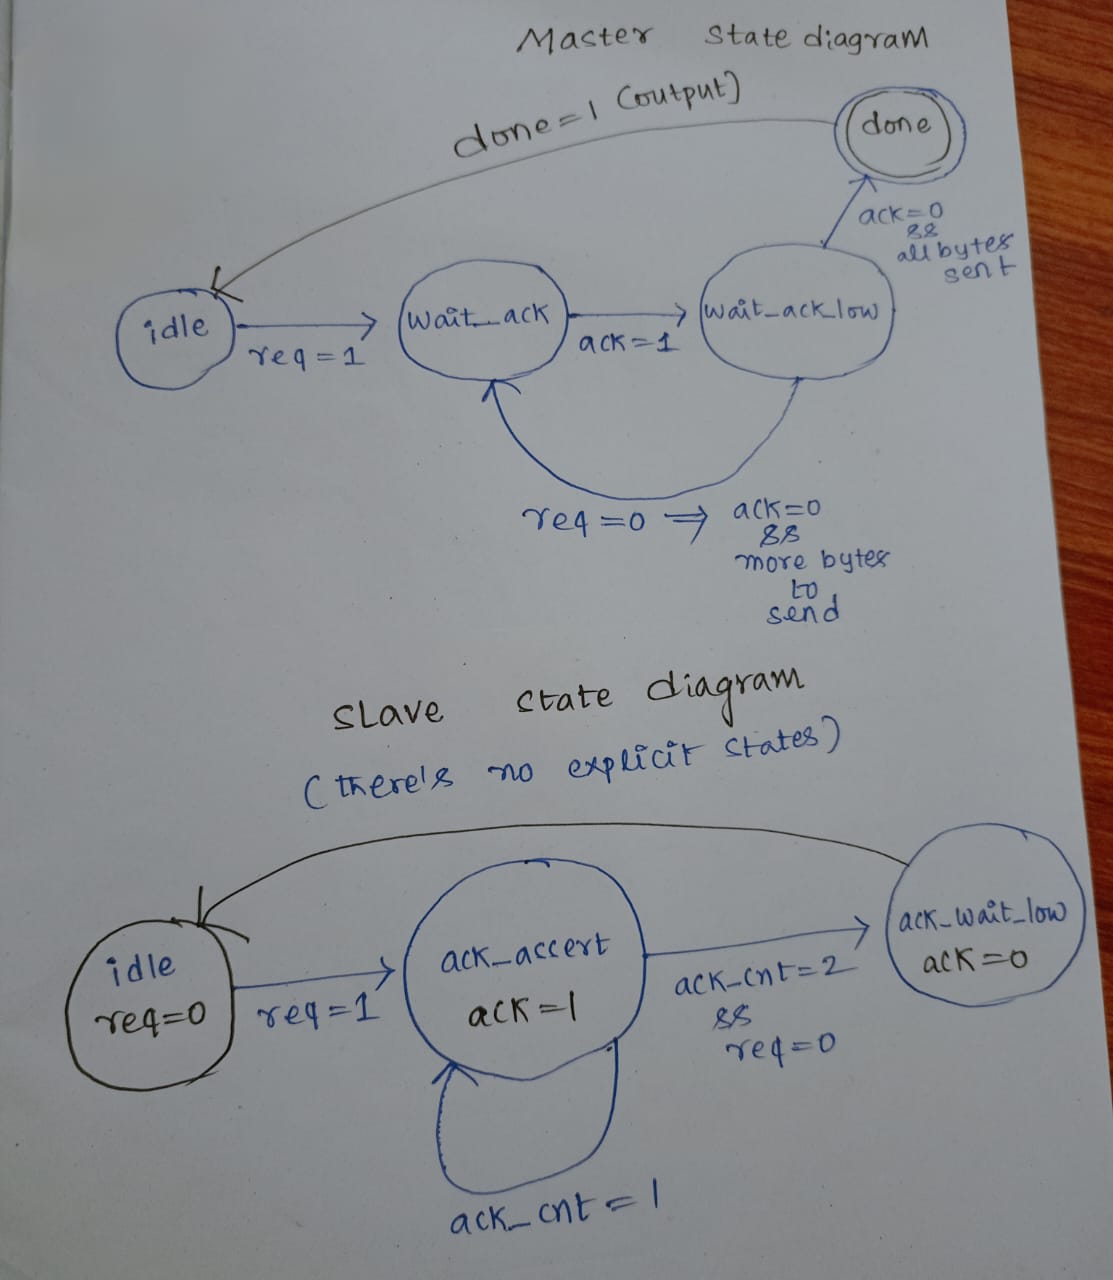 Master State diagram
done=1 (output)
done
ack=0
&&
all bytes
sent
idle
req=1
wait_ack
ack=1
wait_ack_low
req=0 ⇒ ack=0
&&
more bytes
to
send
SLave state diagram
(there's no explicit states)
idle
req=0
req=1
ack_accert
ack=1
ack_cnt=2
&&
req=0
ack_wait_low
ack=0
ack_cnt=1